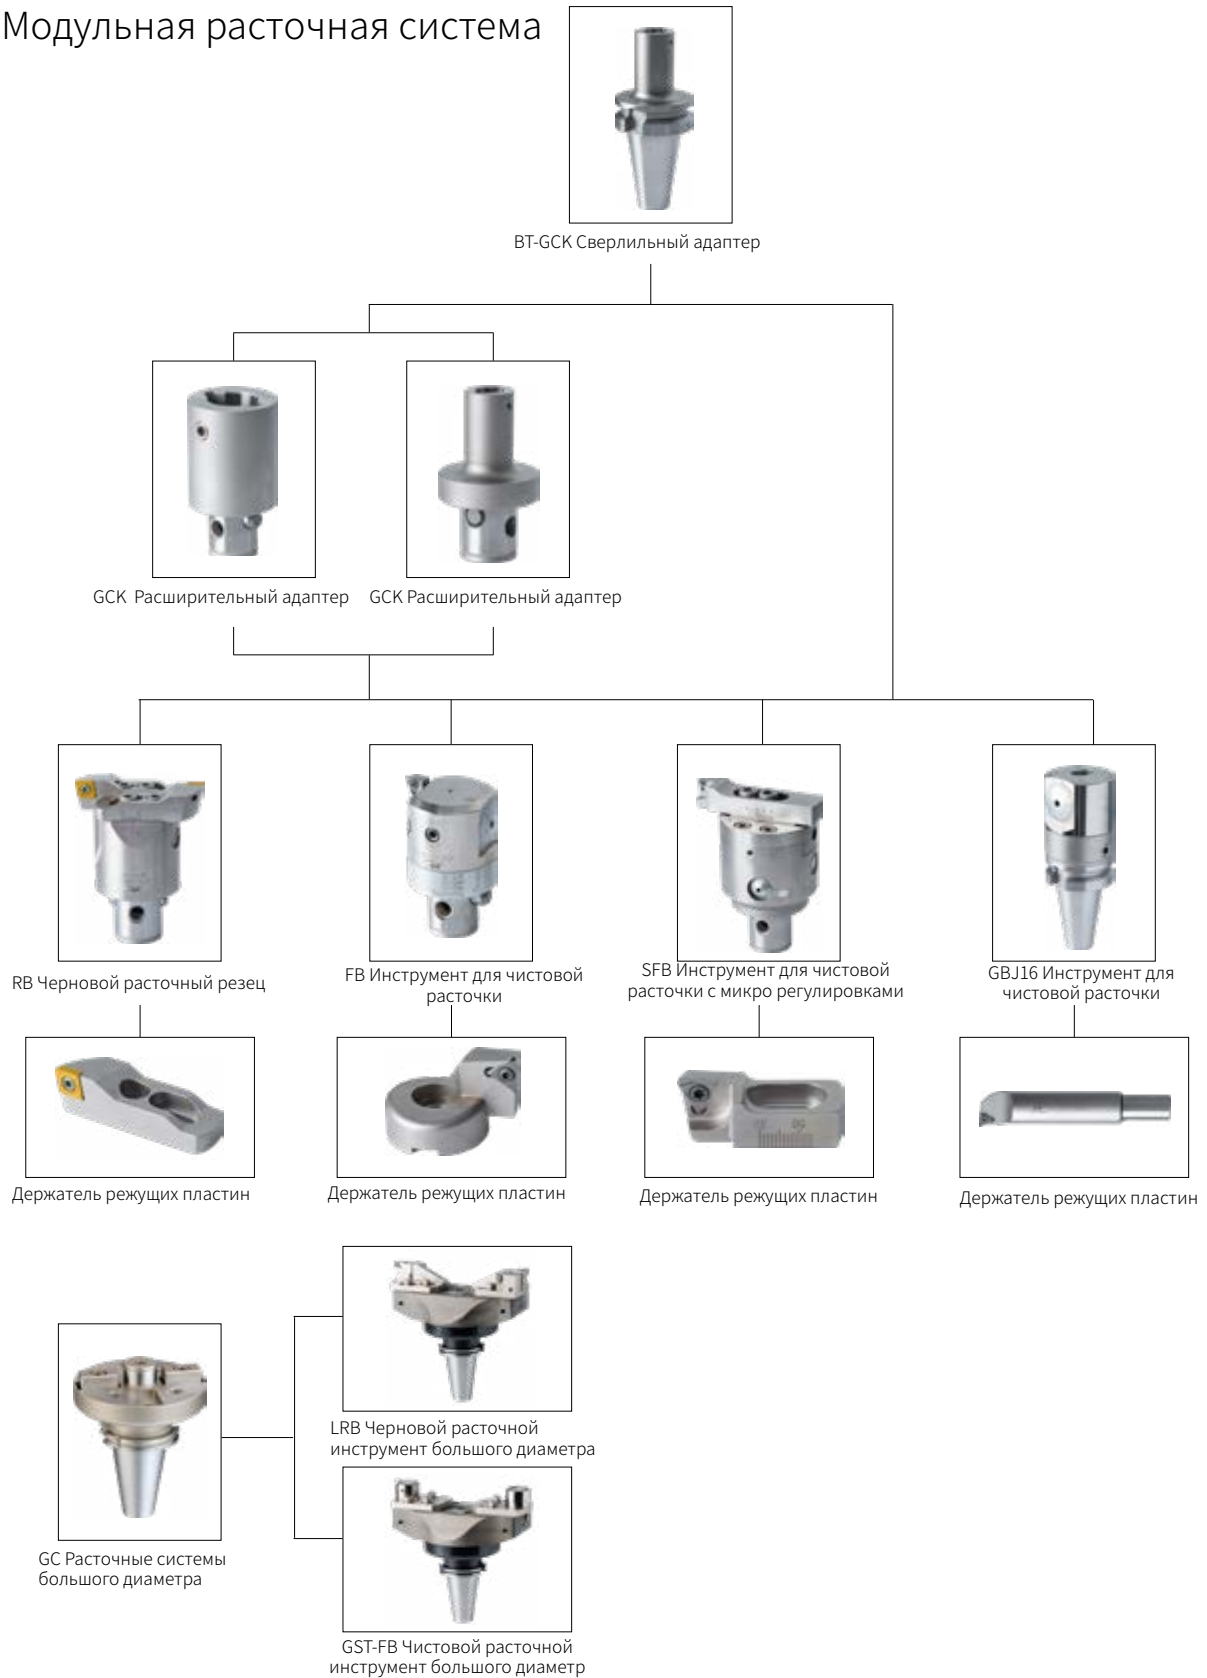 Модульная расточная система
BT-GCK Сверлильный адаптер
GCK Расширительный адаптер
GCK Расширительный адаптер
RB Черновой расточный резец
FB Инструмент для чистовой
расточки
SFB Инструмент для чистовой
расточки с микро регулировками
GBJ16 Инструмент для
чистовой расточки
Держатель режущих пластин
Держатель режущих пластин
Держатель режущих пластин
Держатель режущих пластин
GC Расточные системы
большого диаметра
LRB Черновой расточной
инструмент большого диаметра
GST-FB Чистовой расточной
инструмент большого диаметр